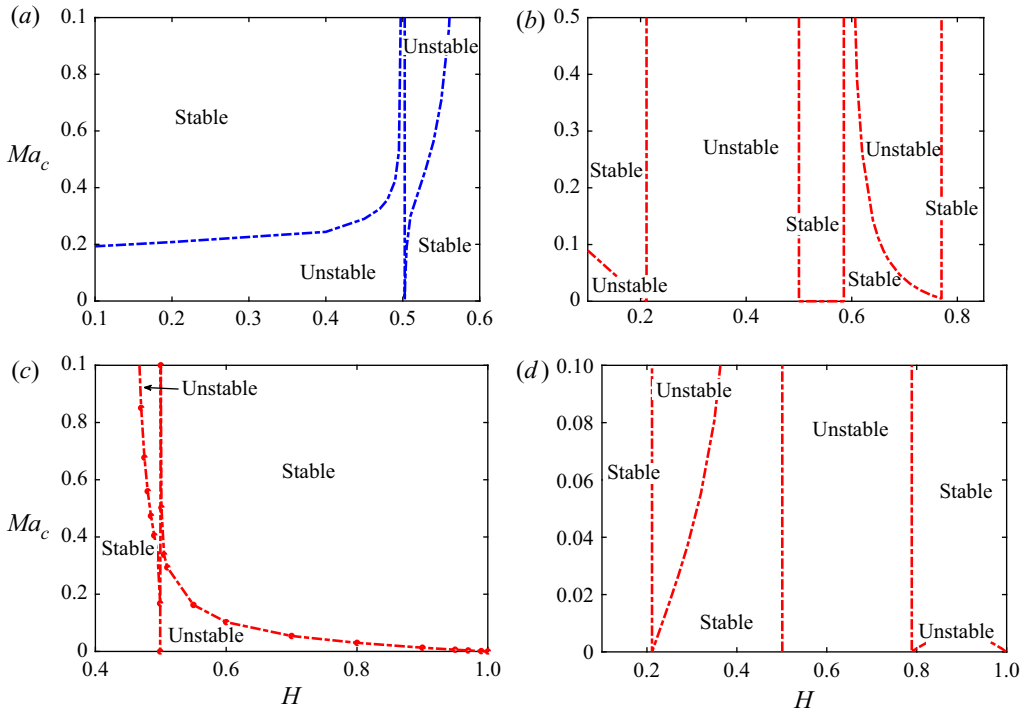 (a)
0.1
Unstable
0.8
Stable
0.6
Ma_c
0.4
0.2
Stable
Unstable
0
0.1 0.2 0.3 0.4 0.5 0.6
(b)
0.5
0.4
0.3
Unstable
Unstable
Stable
0.2
Stable
Stable
0.1
Unstable
Stable
0
0.2 0.4 0.6 0.8
(c)
0.1
Unstable
0.8
Stable
0.6
Ma_c
0.4
Stable
0.2
Unstable
0
0.4 0.6 0.8 1.0
H
(d)
0.10
Unstable
0.08
Unstable
0.06
Stable
Stable
0.04
0.02
Stable
Unstable
0
0.2 0.4 0.6 0.8 1.0
H